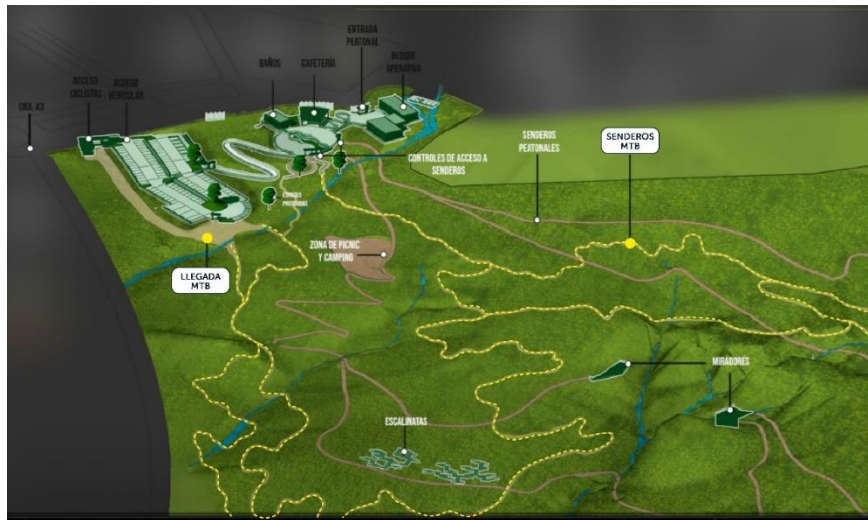 ENTRADA
PEATONAL
BAÑOS
CAFETERÍA
BLOQUE
OPERATIVO
ACCESO
CICLISTAS
ACCESO
VEHICULAR
CRA. 43
SENDEROS
PEATONALES
SENDEROS
MTB
CONTROLES DE ACCESO A
SENDEROS
ZONA DE PICNIC
Y CAMPING
LLEGADA
MTB
MIRADORES
ESCALINATAS